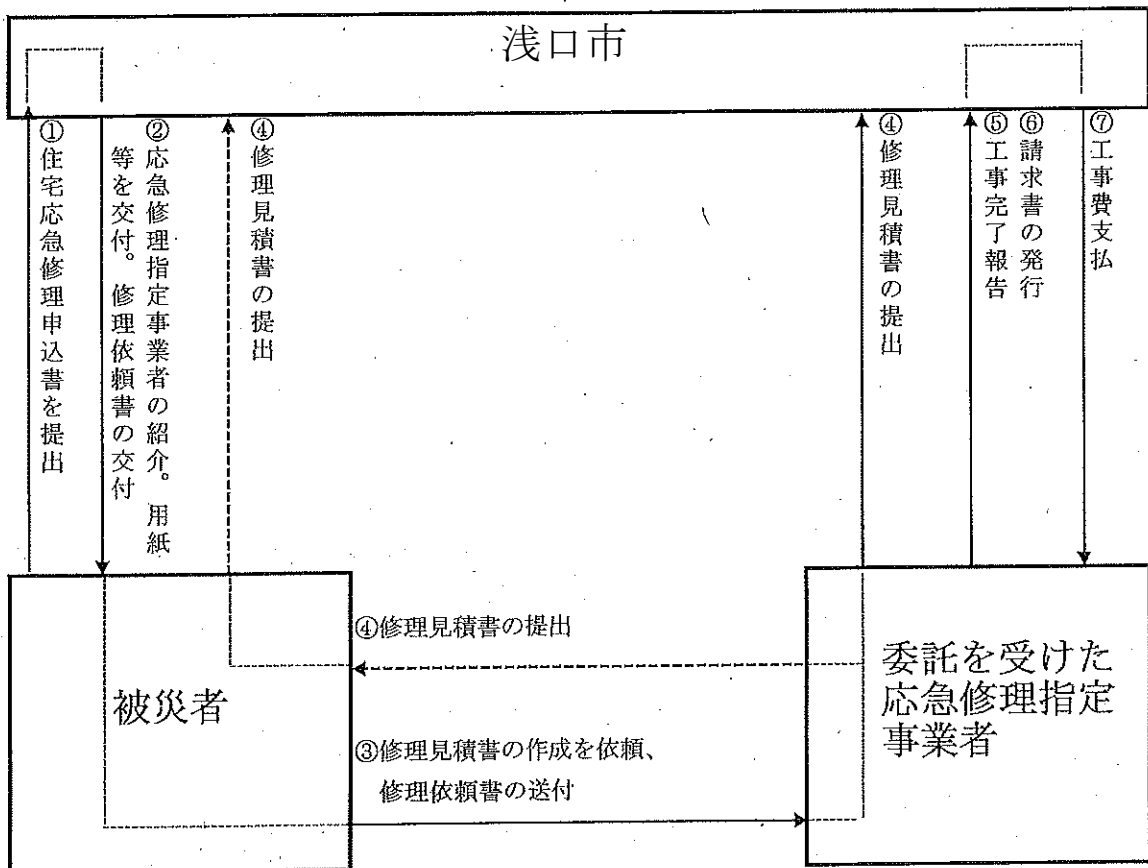 浅口市
①住宅応急修理申込書を提出
②応急修理指定事業者の紹介。用紙
等を交付。修理依頼書の交付
④修理見積書の提出
④修理見積書の提出
⑤工事完了報告
⑥請求書の発行
⑦工事費支払
④修理見積書の提出
被災者
③修理見積書の作成を依頼、
修理依頼書の送付
委託を受けた
応急修理指定
事業者